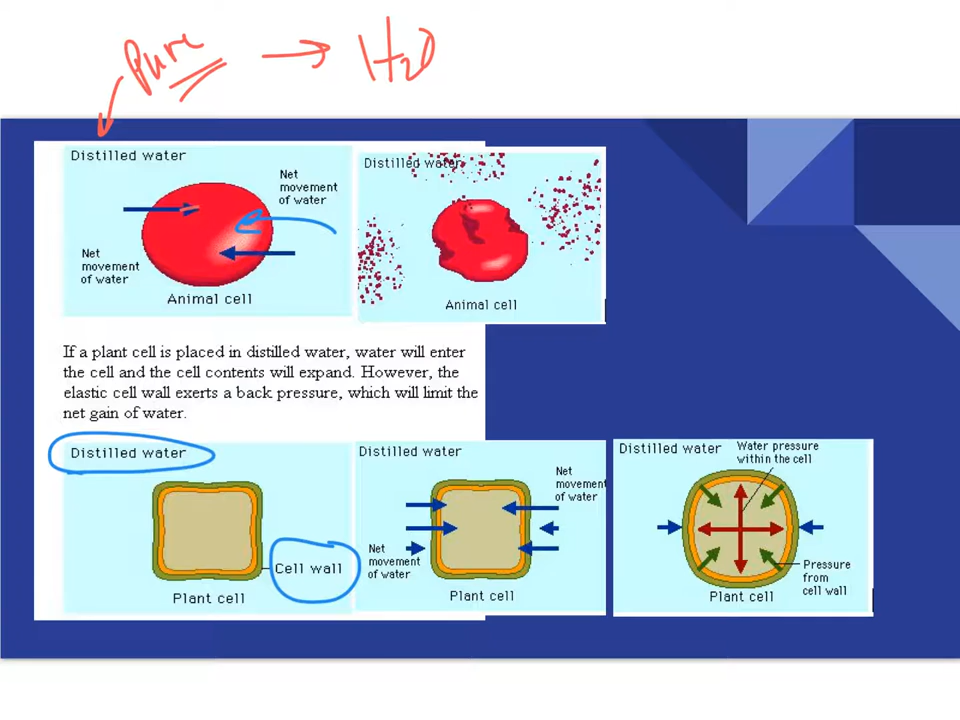 Pure → H2O
Distilled water
Net
movement
of water
Net
movement
of water
Animal cell
Distilled water
Animal cell
If a plant cell is placed in distilled water, water will enter
the cell and the cell contents will expand. However, the
elastic cell wall exerts a back pressure, which will limit the
net gain of water.
Distilled water
Cell wall
Plant cell
Distilled water
Net
movement
of water
Net
movement
of water
Plant cell
Distilled water
Water pressure
within the cell
Pressure
from
cell wall
Plant cell